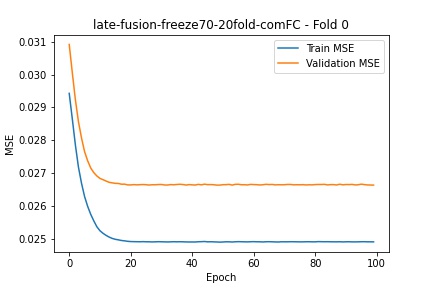 late-fusion-freeze70-20fold-comFC - Fold 0
Train MSE
Validation MSE
0.031
0.030
0.029
0.028
0.027
0.026
0.025
MSE
0 20 40 60 80 100
Epoch